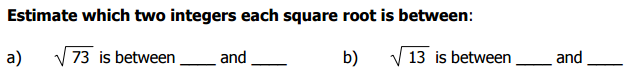 Estimate which two integers each square root is between:
a) √73 is between ____ and ____ b) √13 is between ____ and ____